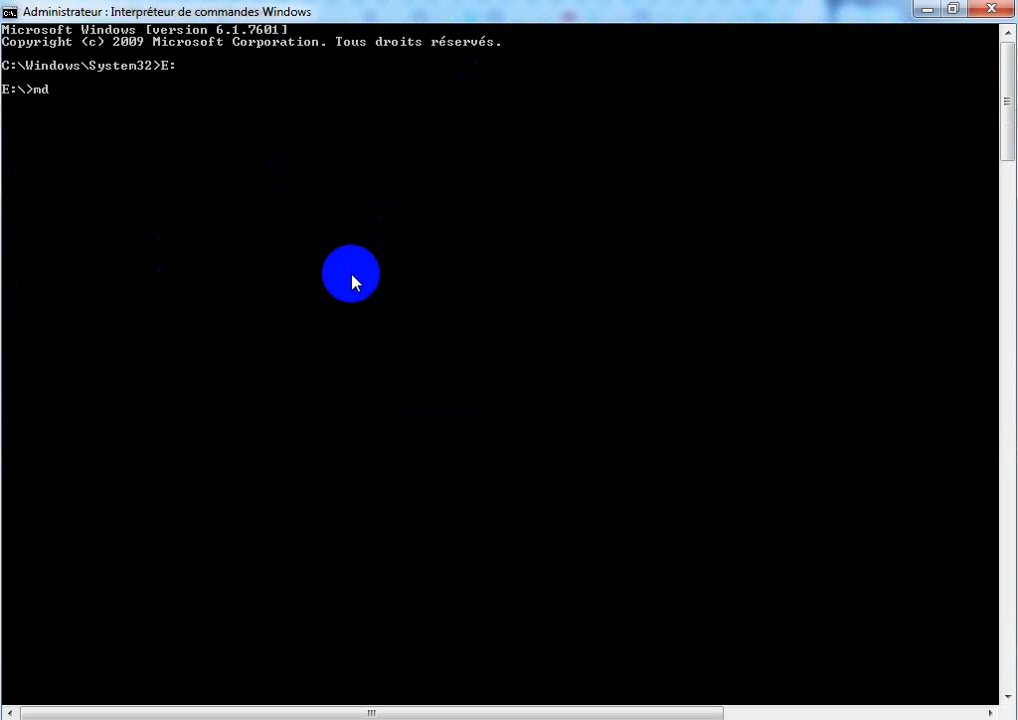 Administrateur : Interpréteur de commandes Windows
Microsoft Windows [version 6.1.7601]
Copyright (c) 2009 Microsoft Corporation. Tous droits réservés.
C:\Windows\System32>E:
E:\>md